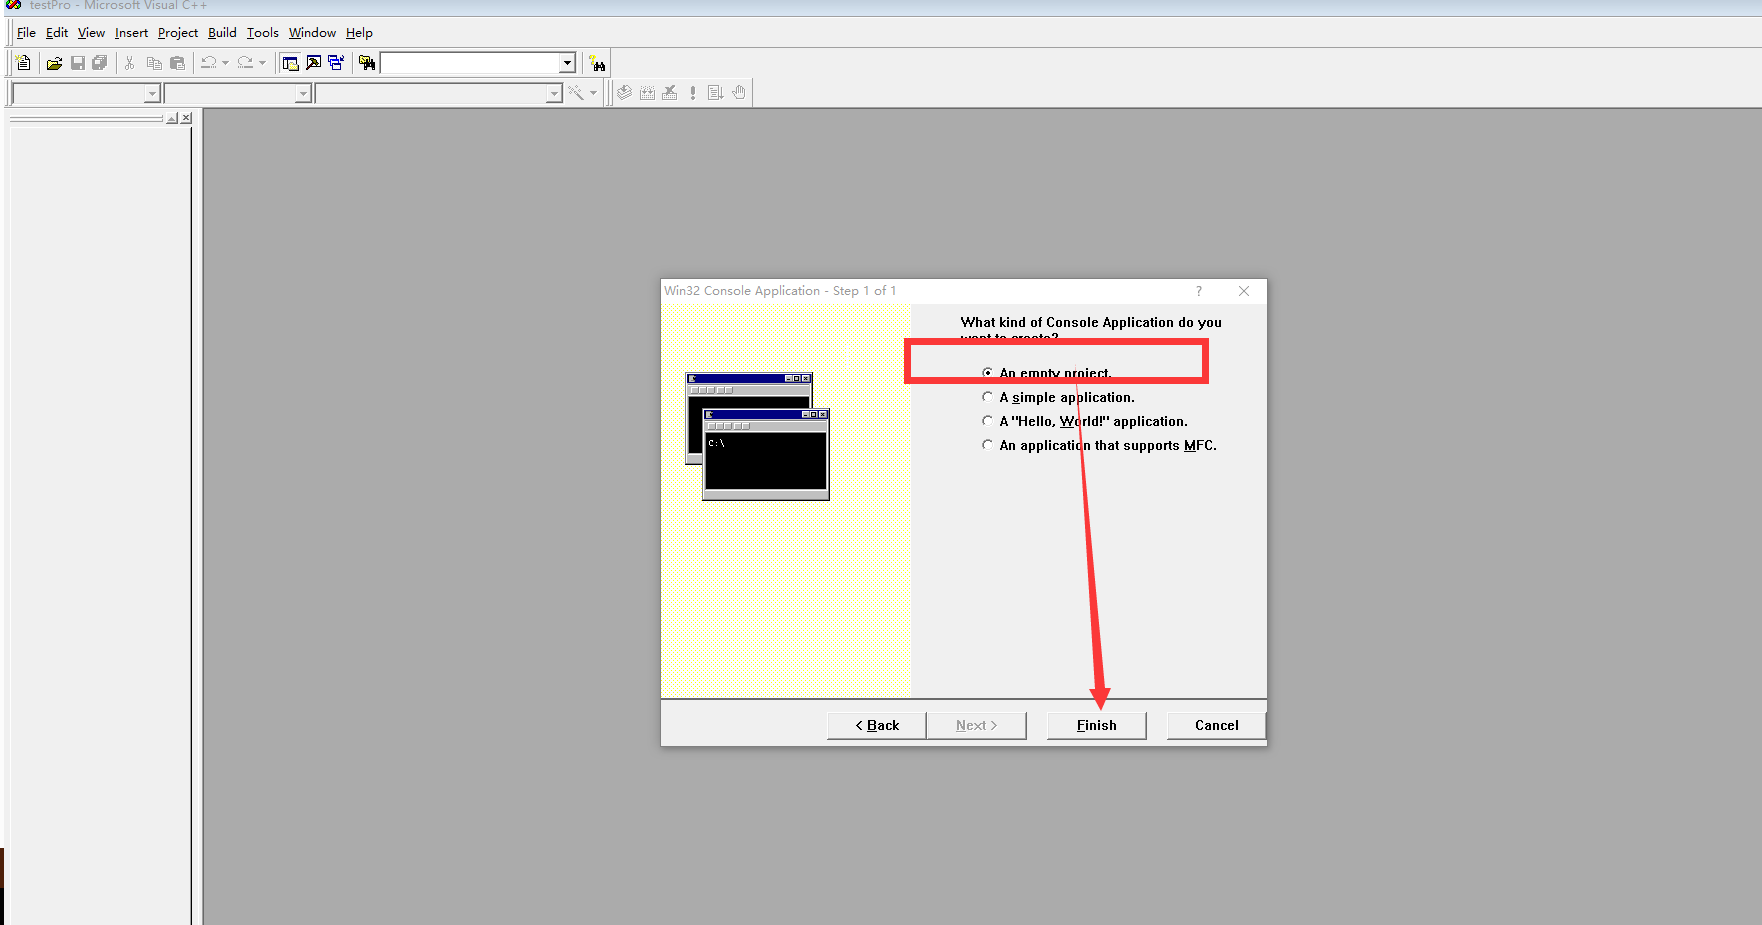 testPro - Microsoft Visual C++
File Edit View Insert Project Build Tools Window Help
Win32 Console Application - Step 1 of 1
?
What kind of Console Application do you
want to create?
An empty project.
A simple application.
A "Hello, World!" application.
An application that supports MFC.
C:\
< Back Next > Finish Cancel